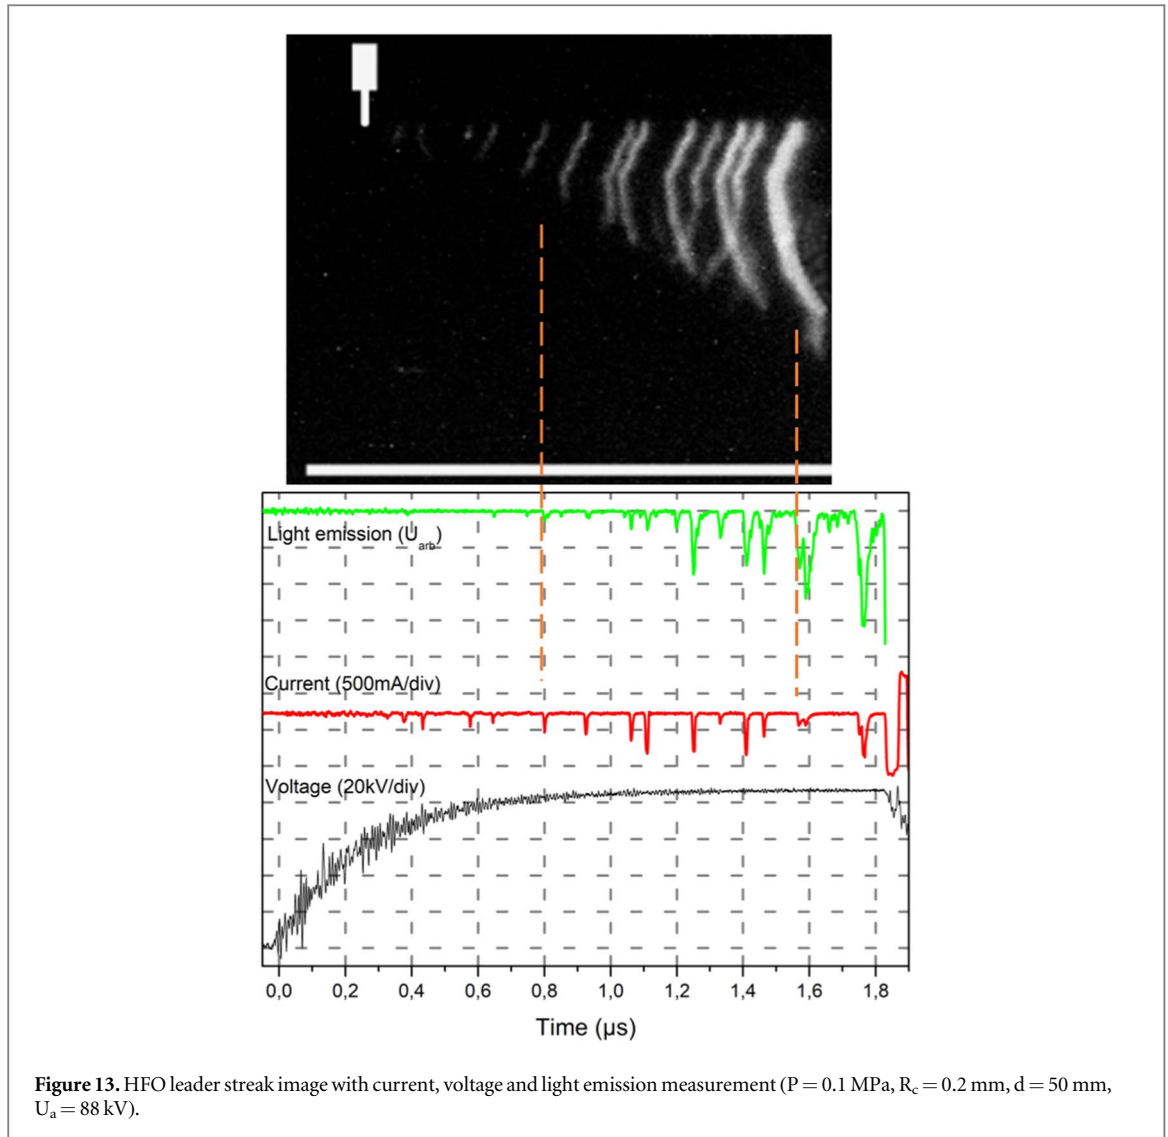 Light emission (U_arb)
Current (500mA/div)
Voltage (20kV/div)
0,0 0,2 0,4 0,6 0,8 1,0 1,2 1,4 1,6 1,8
Time (µs)
Figure 13. HFO leader streak image with current, voltage and light emission measurement (P = 0.1 MPa, R_c = 0.2 mm, d = 50 mm,
U_a = 88 kV).